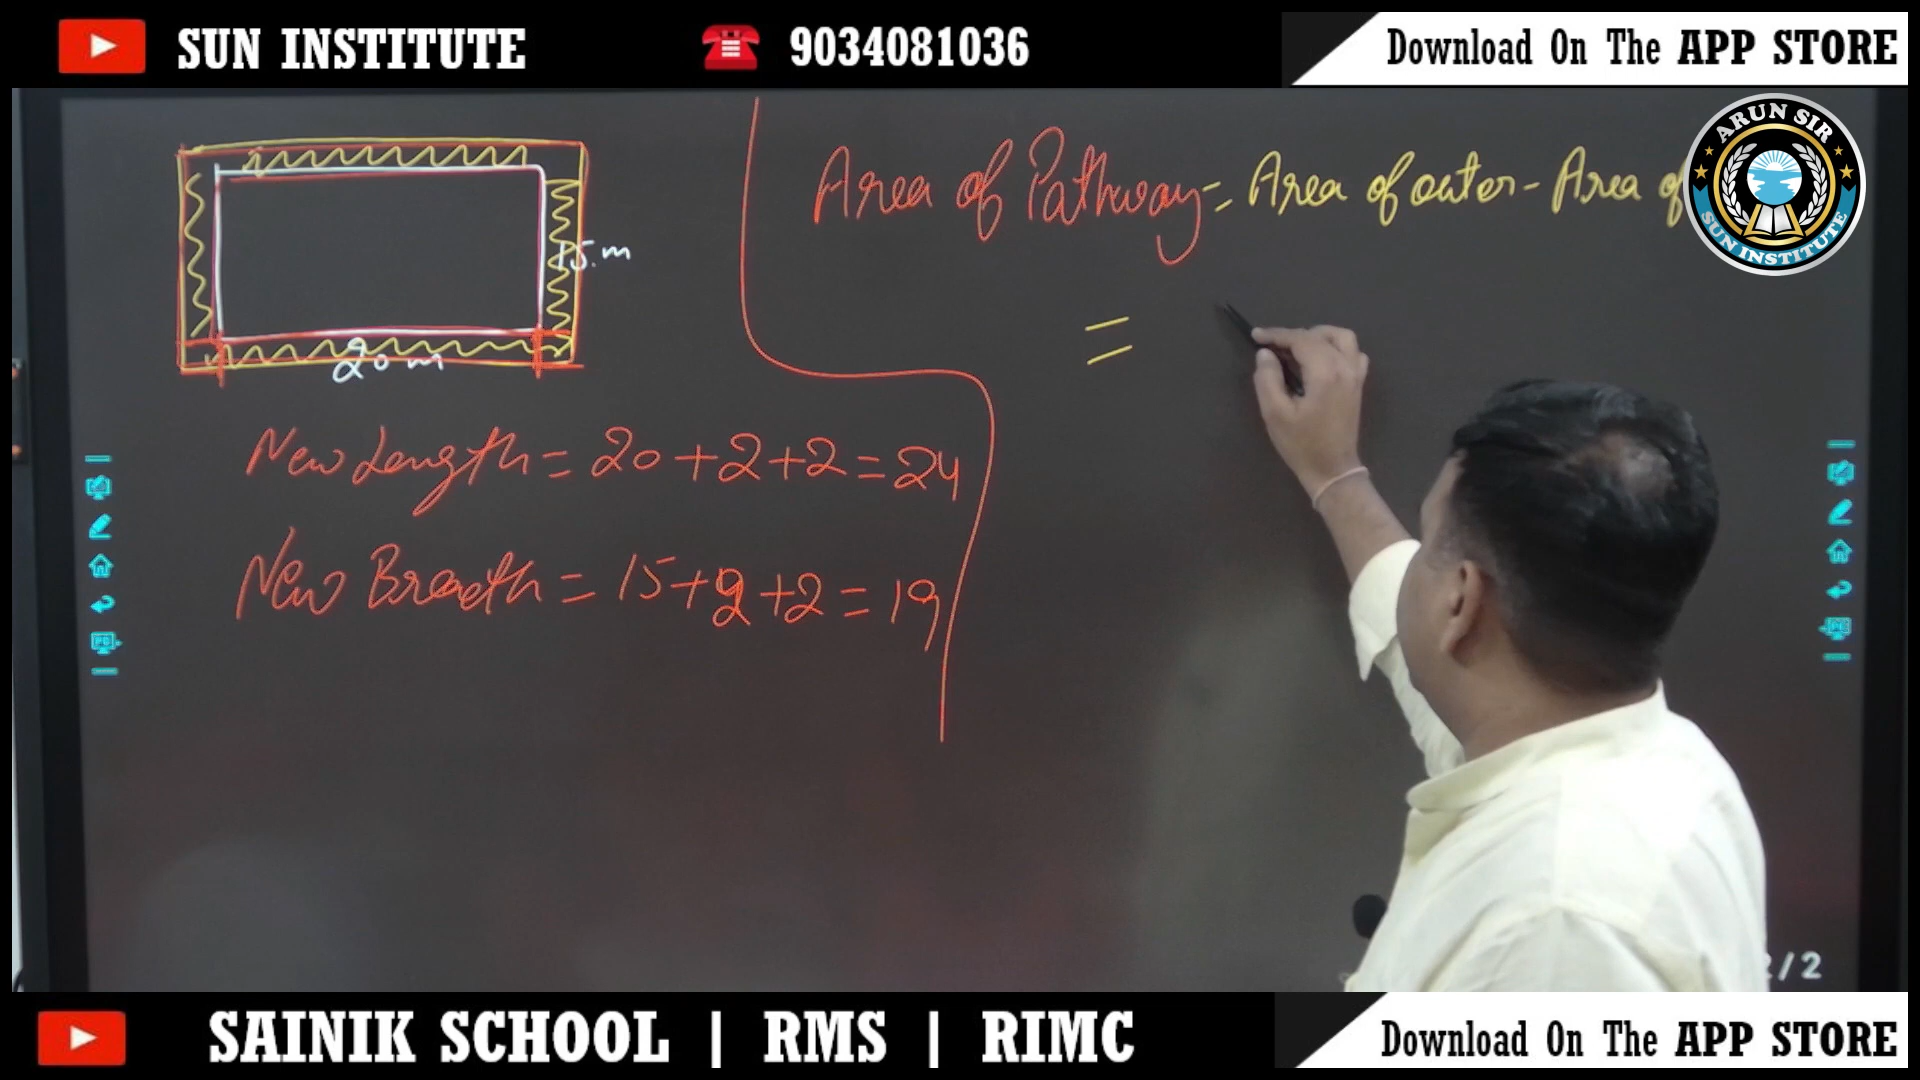 SUN INSTITUTE
9034081036
Download On The APP STORE
ARUN SIR
SUN INSTITUTE
Area of Pathway = Area of outer - Area of
=
15.m
20 m
New Length = 20 + 2 + 2 = 24
New Breadth = 15 + 2 + 2 = 19
/ 2
SAINIK SCHOOL | RMS | RIMC
Download On The APP STORE